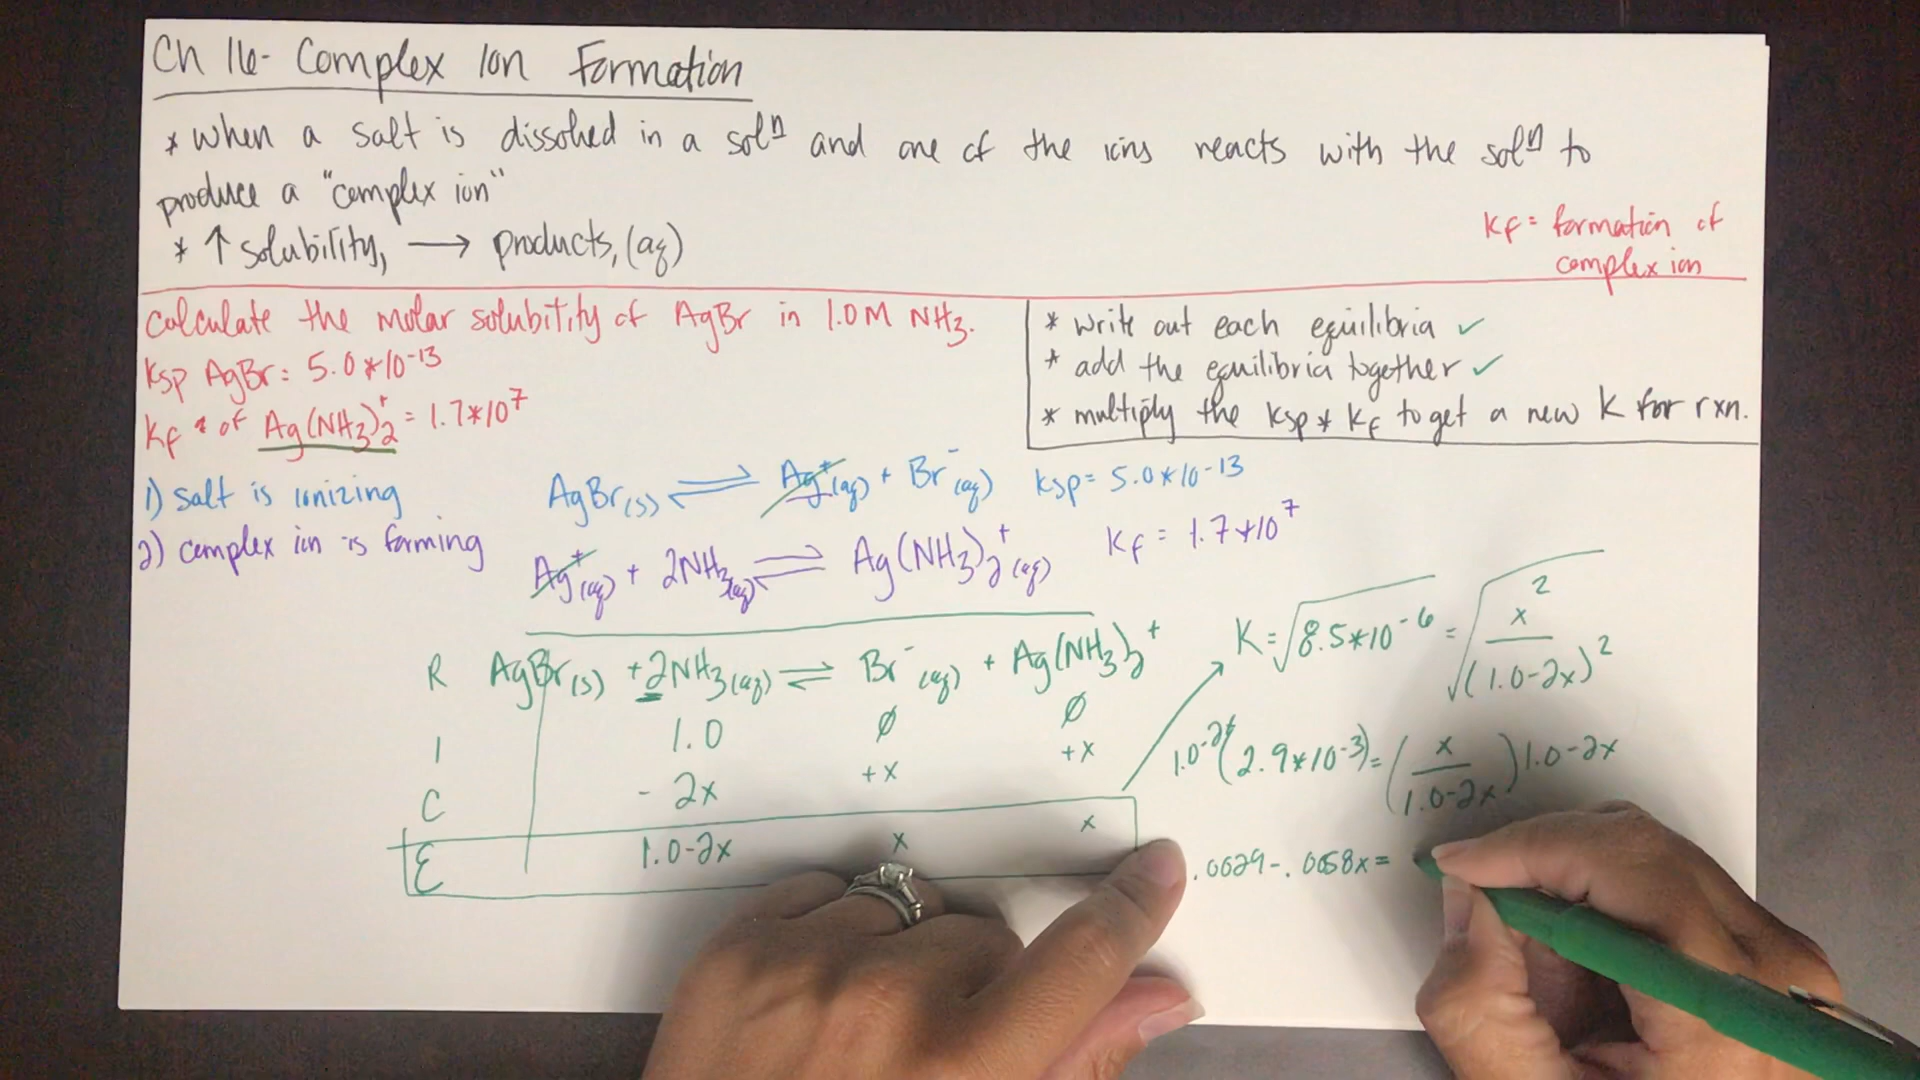 Ch 16- Complex Ion Formation
* When a salt is dissolved in a solⁿ and one of the ions reacts with the solⁿ to
produce a "complex ion"
* ↑ solubility, → products, (aq)
Kf = formation of
complex ion
Calculate the molar solubility of AgBr in 1.0 M NH₃.
Ksp AgBr = 5.0*10⁻¹³
Kf of Ag(NH₃)₂⁺ = 1.7*10⁷
* write out each equilibria ✓
* add the equilibria together ✓
* multiply the Ksp * Kf to get a new K for rxn.
1) salt is ionizing AgBr(s) ⇌ Ag⁺(aq) + Br⁻(aq) Ksp = 5.0*10⁻¹³
2) complex ion is forming Ag⁺(aq) + 2NH₃(aq) ⇌ Ag(NH₃)₂⁺(aq) Kf = 1.7*10⁷
R AgBr(s) + 2NH₃(aq) ⇌ Br⁻(aq) + Ag(NH₃)₂⁺
I 1.0 ∅ ∅
C - 2x +x +x
E 1.0-2x x x
K = √8.5*10⁻⁶ = √x²/(1.0-2x)²
1.0-2x(2.9*10⁻³) = (x/1.0-2x)1.0-2x
.0029-.0058x =